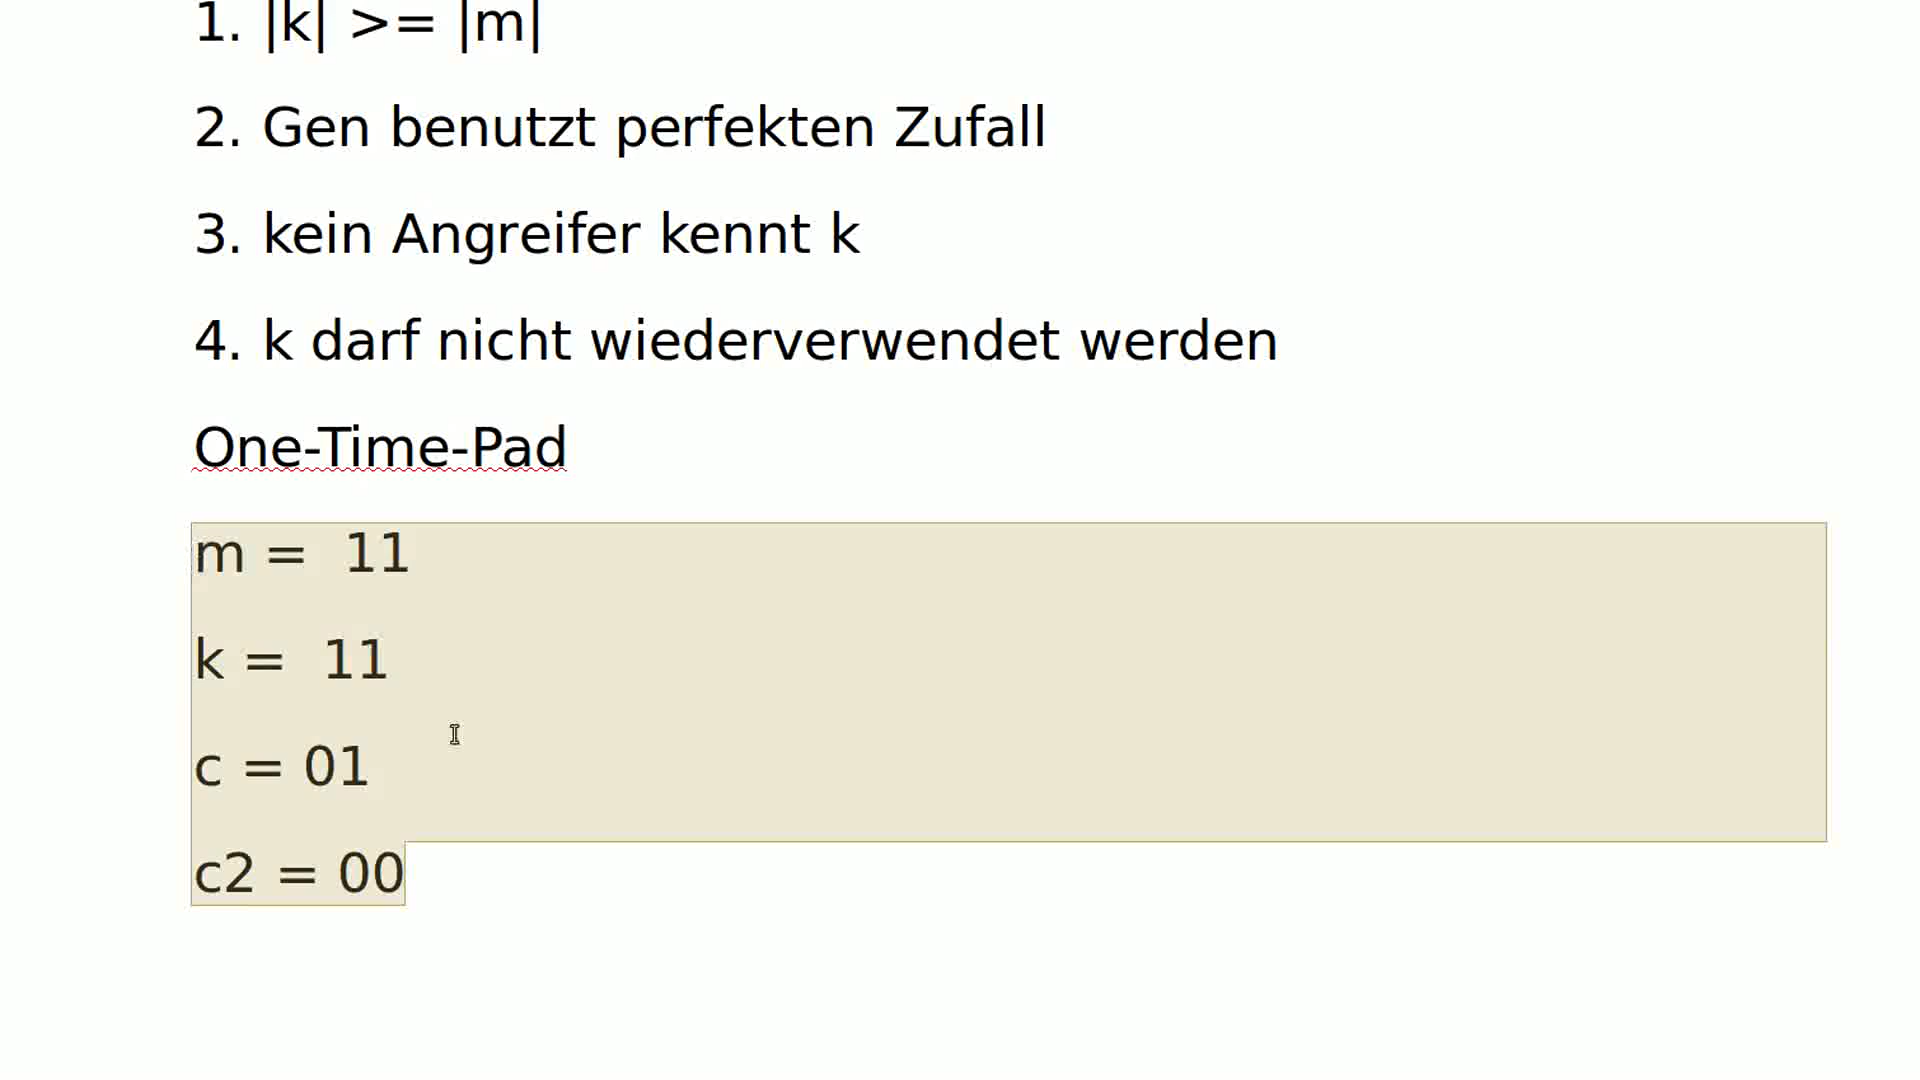 1. |k| >= |m|
2. Gen benutzt perfekten Zufall
3. kein Angreifer kennt k
4. k darf nicht wiederverwendet werden
One-Time-Pad
m =  11
k =  11
c = 01
c2 = 00